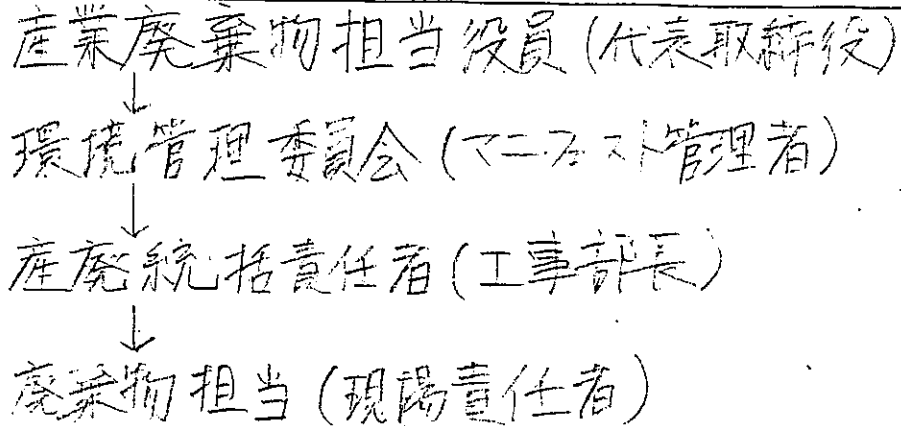 産業廃棄物担当役員(代表取締役)
↓
環境管理委員会(マニフェスト管理者)
↓
産廃統括責任者(工事部長)
↓
廃棄物担当(現場責任者)